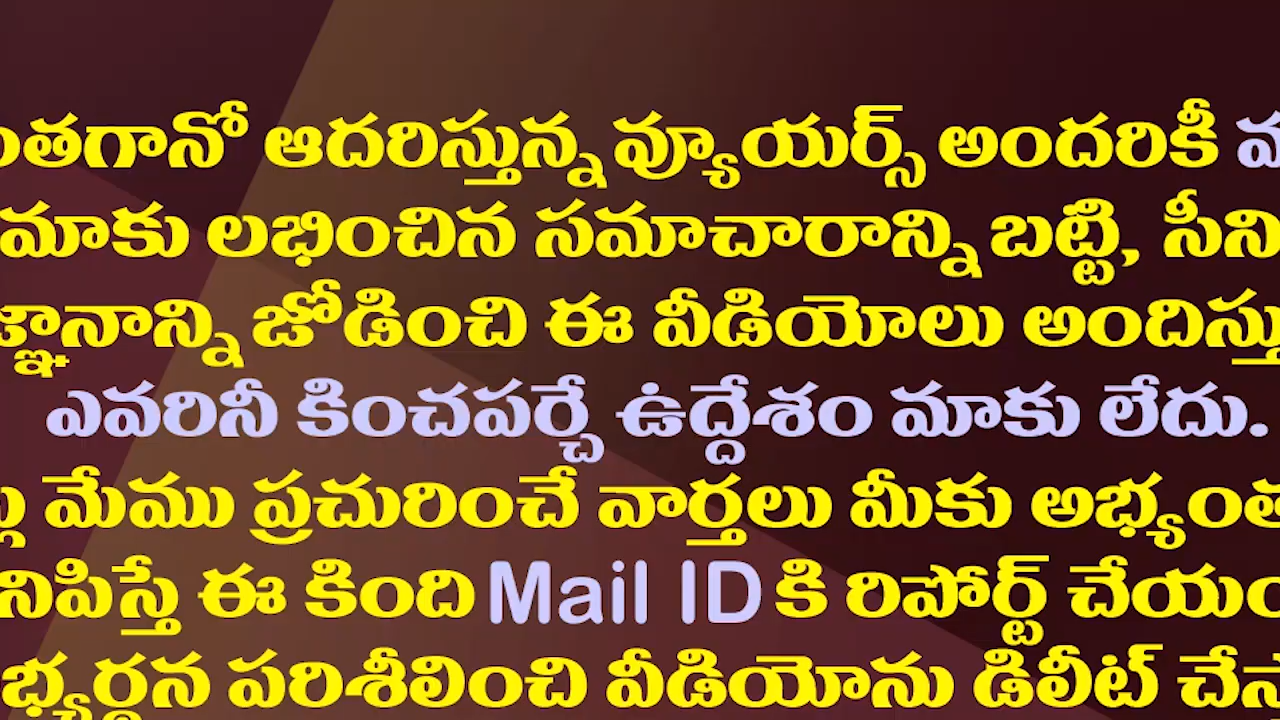 ంతగానో ఆదరిస్తున్న వ్యూయర్స్ అందరికీ
మాకు లభించిన సమాచారాన్ని బట్టి, సీని
జ్ఞానాన్ని జోడించి ఈ వీడియోలు అందిస్తు
ఎవరినీ కించపర్చే ఉద్దేశం మాకు లేదు.
మేము ప్రచురించే వార్తలు మీకు అభ్యంత
నిపిస్తే ఈ కింది Mail ID కి రిపోర్ట్ చేయం
భ్యర్థన పరిశీలించి వీడియోను డిలీట్ చేస